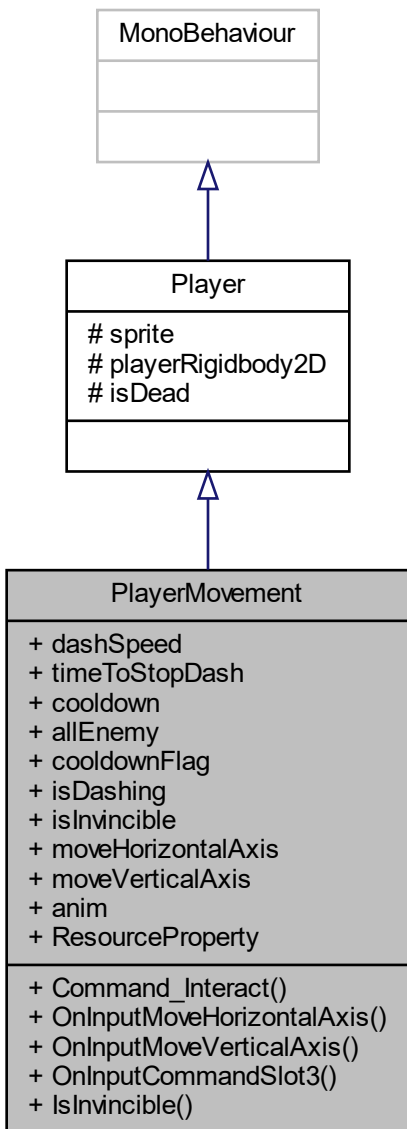 MonoBehaviour
Player
# sprite
# playerRigidbody2D
# isDead
PlayerMovement
+ dashSpeed
+ timeToStopDash
+ cooldown
+ allEnemy
+ cooldownFlag
+ isDashing
+ isInvincible
+ moveHorizontalAxis
+ moveVerticalAxis
+ anim
+ ResourceProperty
+ Command_Interact()
+ OnInputMoveHorizontalAxis()
+ OnInputMoveVerticalAxis()
+ OnInputCommandSlot3()
+ IsInvincible()